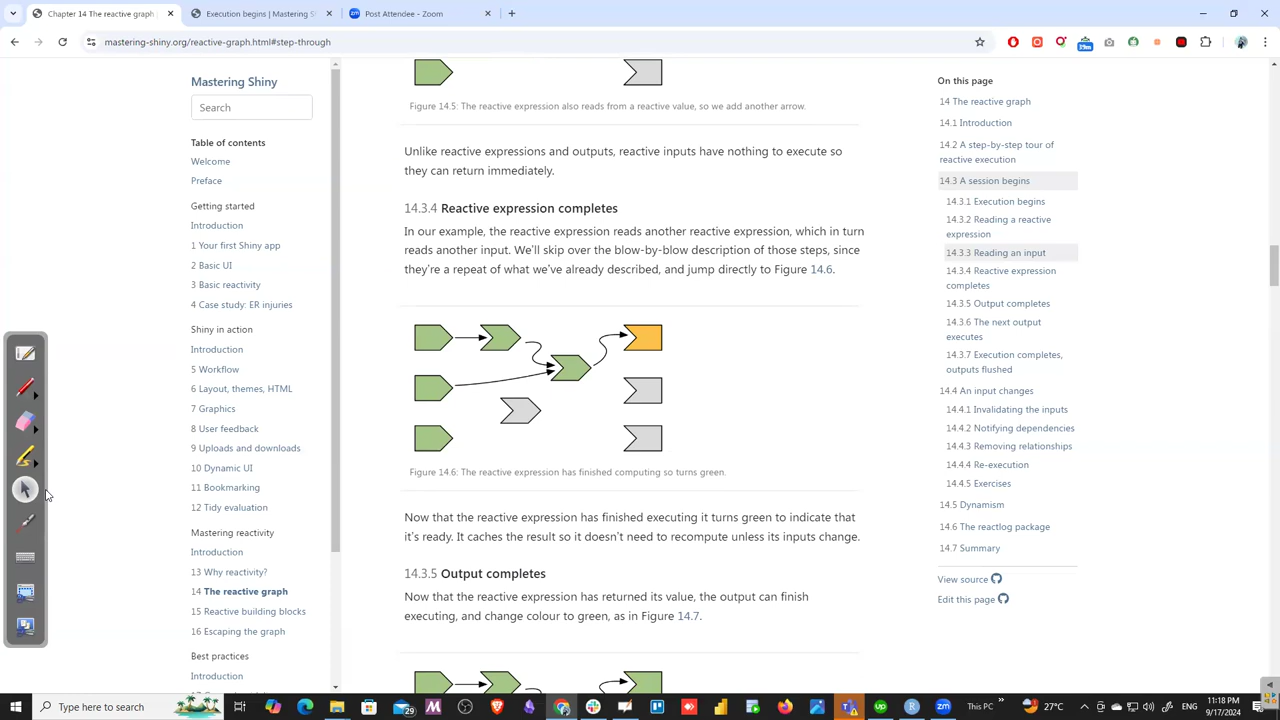 Chapter 14 The reactive graph
Execution begins | Mastering S
Post Attendee - Zoom
mastering-shiny.org/reactive-graph.html#step-through
19m
Mastering Shiny
Search
Table of contents
Welcome
Preface
Getting started
Introduction
1 Your first Shiny app
2 Basic UI
3 Basic reactivity
4 Case study: ER injuries
Shiny in action
Introduction
5 Workflow
6 Layout, themes, HTML
7 Graphics
8 User feedback
9 Uploads and downloads
10 Dynamic UI
11 Bookmarking
12 Tidy evaluation
Mastering reactivity
Introduction
13 Why reactivity?
14 The reactive graph
15 Reactive building blocks
16 Escaping the graph
Best practices
Introduction
Figure 14.5: The reactive expression also reads from a reactive value, so we add another arrow.
Unlike reactive expressions and outputs, reactive inputs have nothing to execute so
they can return immediately.
14.3.4 Reactive expression completes
In our example, the reactive expression reads another reactive expression, which in turn
reads another input. We'll skip over the blow-by-blow description of those steps, since
they're a repeat of what we've already described, and jump directly to Figure 14.6.
Figure 14.6: The reactive expression has finished computing so turns green.
Now that the reactive expression has finished executing it turns green to indicate that
it's ready. It caches the result so it doesn't need to recompute unless its inputs change.
14.3.5 Output completes
Now that the reactive expression has returned its value, the output can finish
executing, and change colour to green, as in Figure 14.7.
On this page
14 The reactive graph
14.1 Introduction
14.2 A step-by-step tour of
reactive execution
14.3 A session begins
14.3.1 Execution begins
14.3.2 Reading a reactive
expression
14.3.3 Reading an input
14.3.4 Reactive expression
completes
14.3.5 Output completes
14.3.6 The next output
executes
14.3.7 Execution completes,
outputs flushed
14.4 An input changes
14.4.1 Invalidating the inputs
14.4.2 Notifying dependencies
14.4.3 Removing relationships
14.4.4 Re-execution
14.4.5 Exercises
14.5 Dynamism
14.6 The reactlog package
14.7 Summary
View source
Edit this page
Type here to search
29
This PC
27°C
11:18 PM
9/17/2024